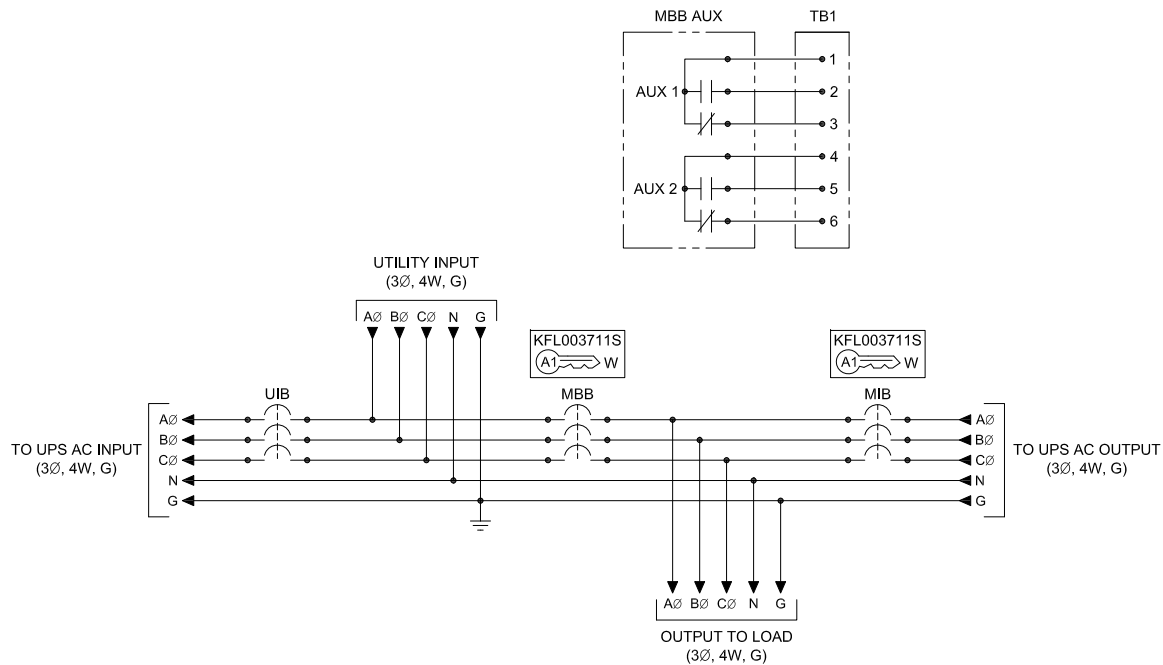 MBB AUX
TB1
1
AUX 1
2
3
4
AUX 2
5
6
UTILITY INPUT
(3Ø, 4W, G)
AØ BØ CØ N G
KFL003711S
A1 W
KFL003711S
A1 W
UIB
MBB
MIB
TO UPS AC INPUT
(3Ø, 4W, G)
AØ
BØ
CØ
N
G
AØ
BØ
CØ
N
G
TO UPS AC OUTPUT
(3Ø, 4W, G)
AØ BØ CØ N G
OUTPUT TO LOAD
(3Ø, 4W, G)